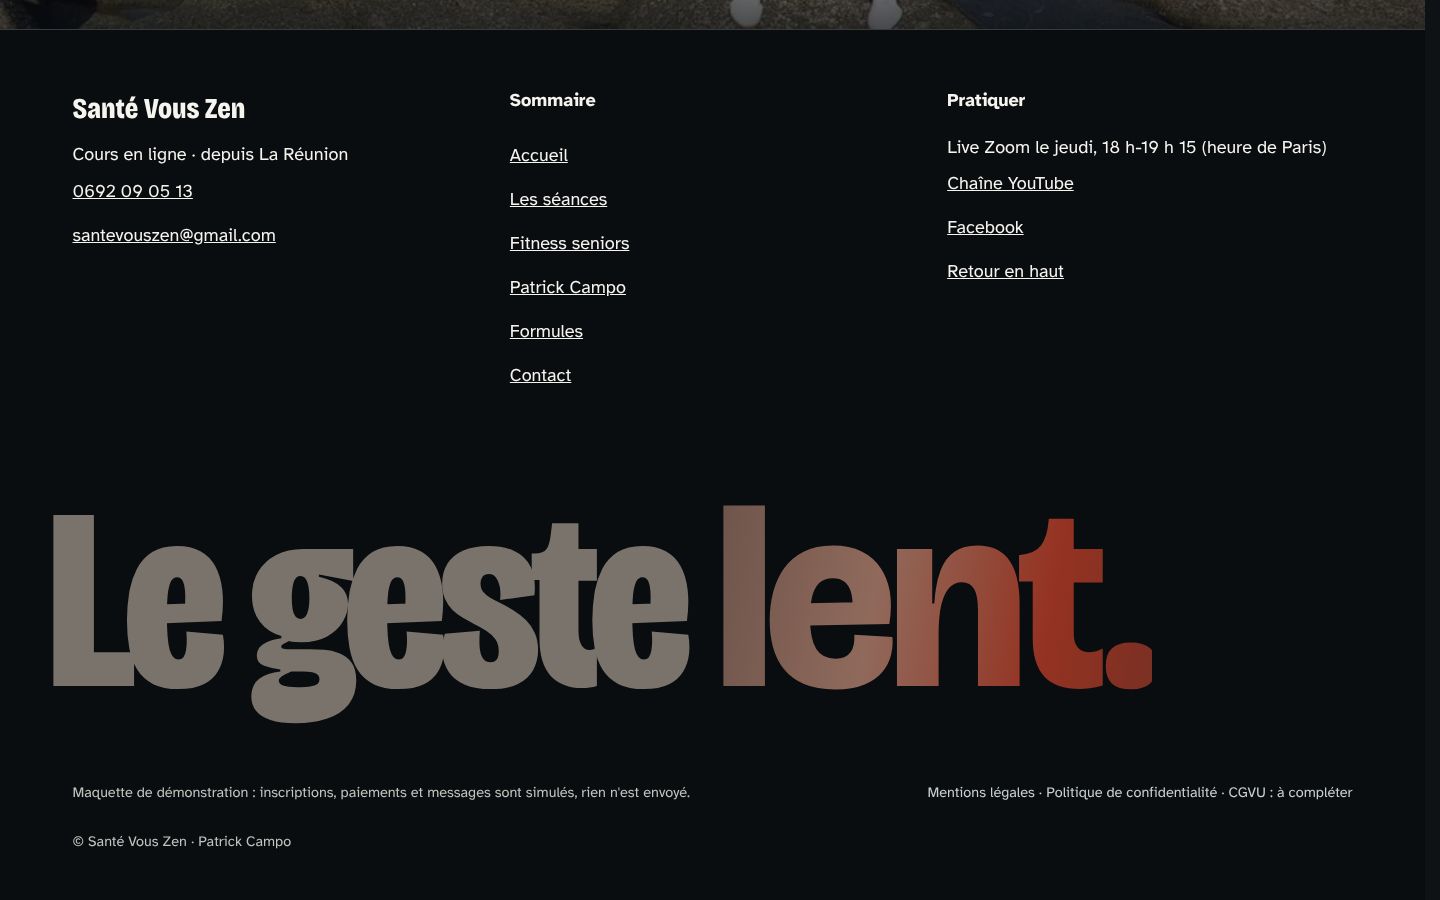 Santé Vous Zen
Cours en ligne · depuis La Réunion
0692 09 05 13
santevouszen@gmail.com
Sommaire
Accueil
Les séances
Fitness seniors
Patrick Campo
Formules
Contact
Pratiquer
Live Zoom le jeudi, 18 h-19 h 15 (heure de Paris)
Chaîne YouTube
Facebook
Retour en haut
Le geste lent.
Maquette de démonstration : inscriptions, paiements et messages sont simulés, rien n'est envoyé.
Mentions légales · Politique de confidentialité · CGVU : à compléter
© Santé Vous Zen · Patrick Campo